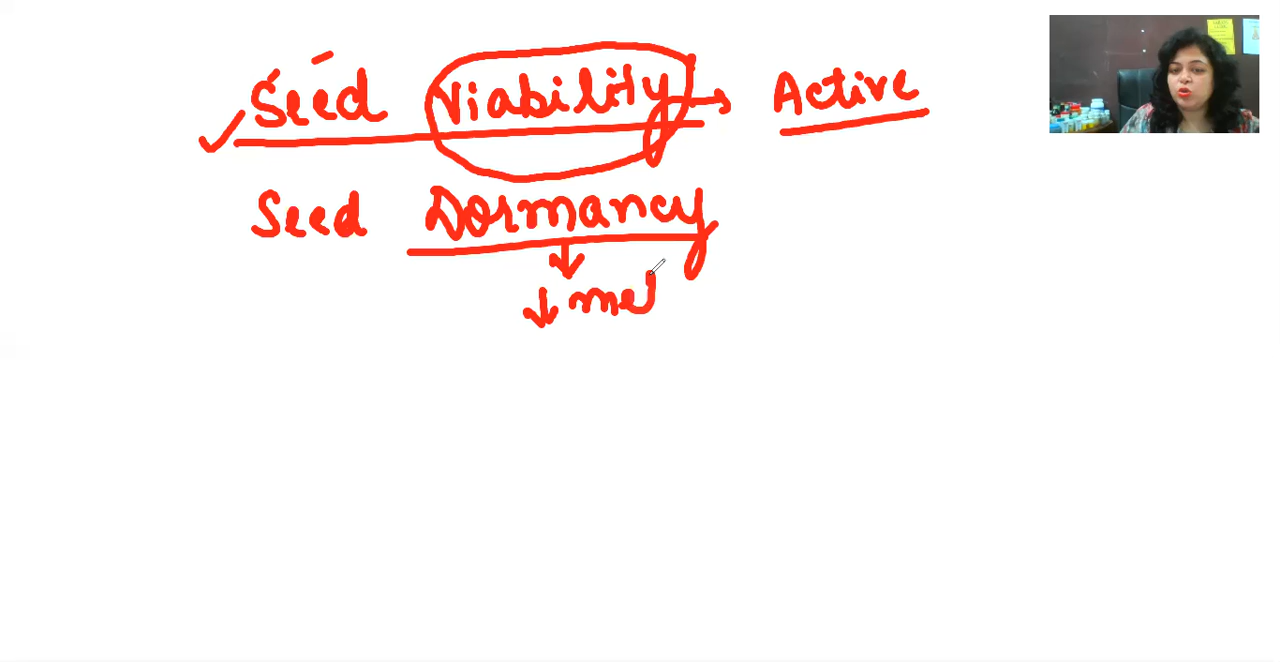 Seed Viability → Active
Seed Dormancy
↓
↓ met